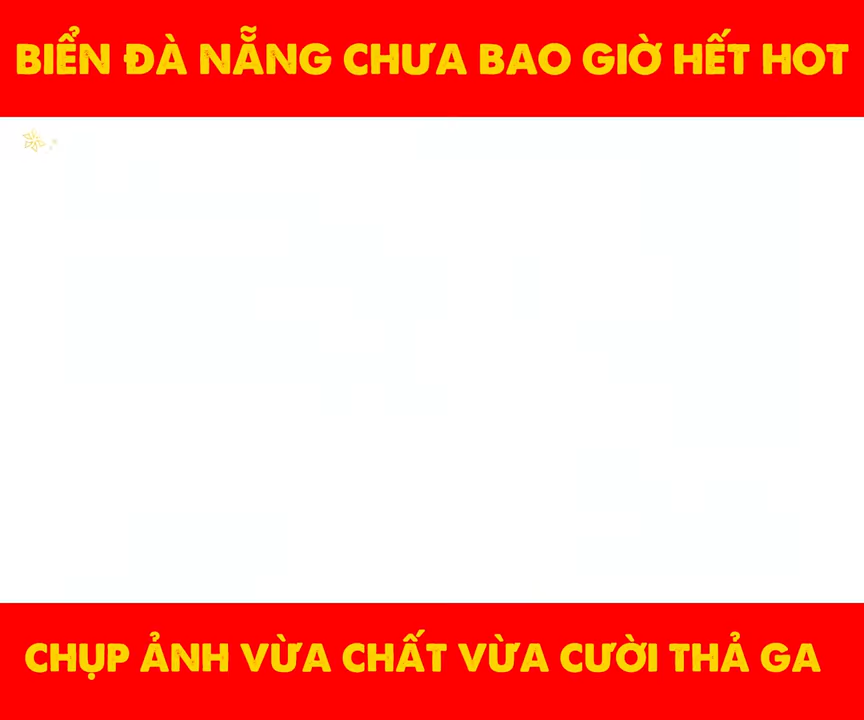 BIỂN ĐÀ NẴNG CHƯA BAO GIỜ HẾT HOT
CHỤP ẢNH VỪA CHẤT VỪA CƯỜI THẢ GA